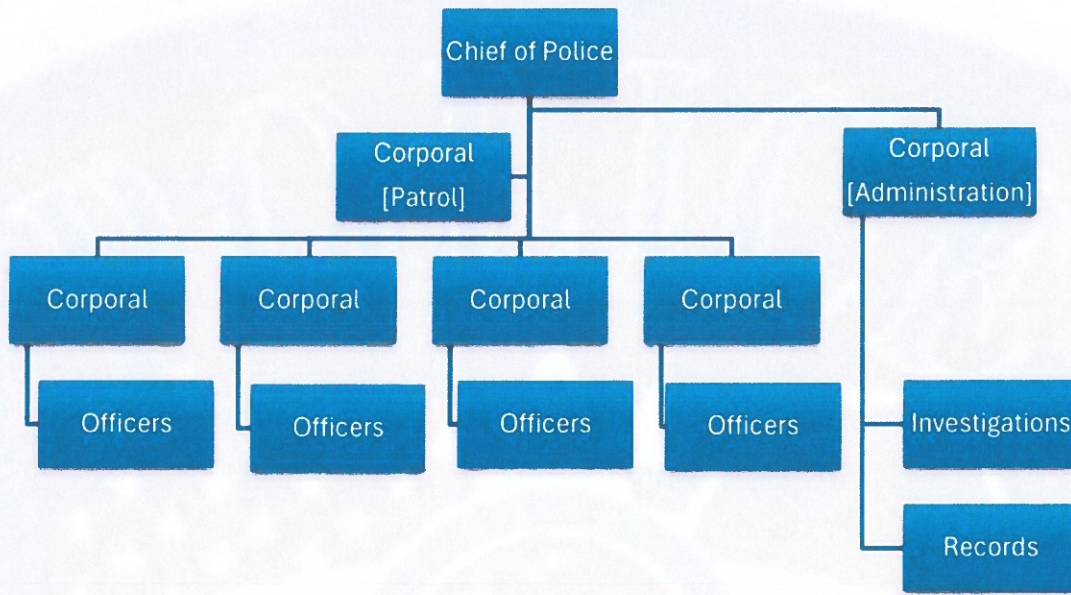 Chief of Police
Corporal
[Patrol]
Corporal
[Administration]
Corporal
Corporal
Corporal
Corporal
Officers
Officers
Officers
Officers
Investigations
Records